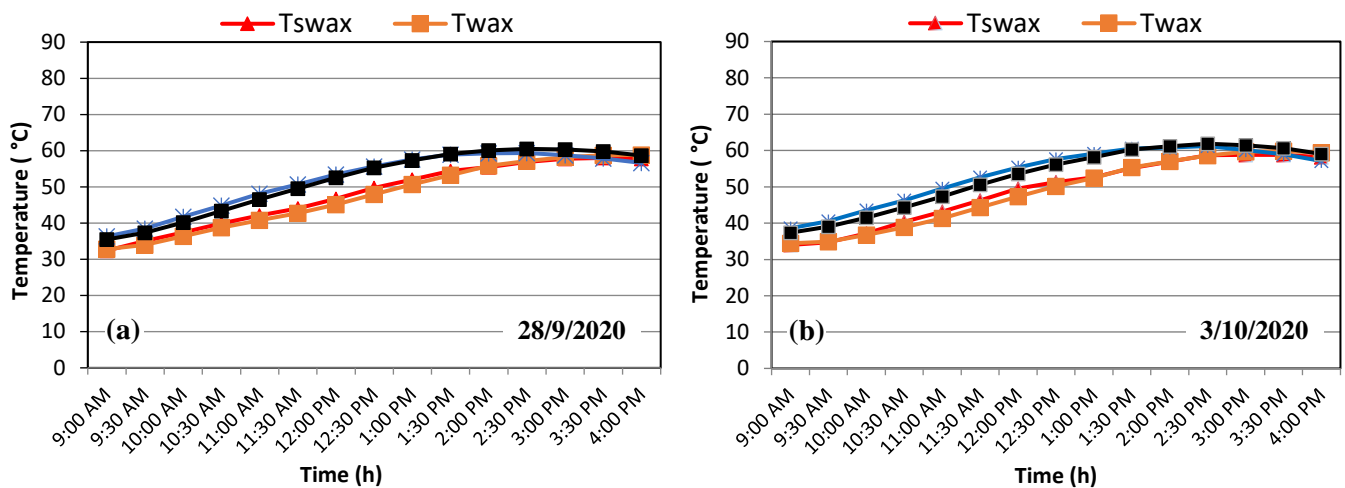 Tswax Twax
90
80
70
60
50
40
30
20
10
0
Temperature ( °C)
(a)
28/9/2020
9:00 AM
9:30 AM
10:00 AM
10:30 AM
11:00 AM
11:30 AM
12:00 PM
12:30 PM
1:00 PM
1:30 PM
2:00 PM
2:30 PM
3:00 PM
3:30 PM
4:00 PM
Time (h)
Tswax Twax
90
80
70
60
50
40
30
20
10
0
Temperature ( °C)
(b)
3/10/2020
9:00 AM
9:30 AM
10:00 AM
10:30 AM
11:00 AM
11:30 AM
12:00 PM
12:30 PM
1:00 PM
1:30 PM
2:00 PM
2:30 PM
3:00 PM
3:30 PM
4:00 PM
Time (h)